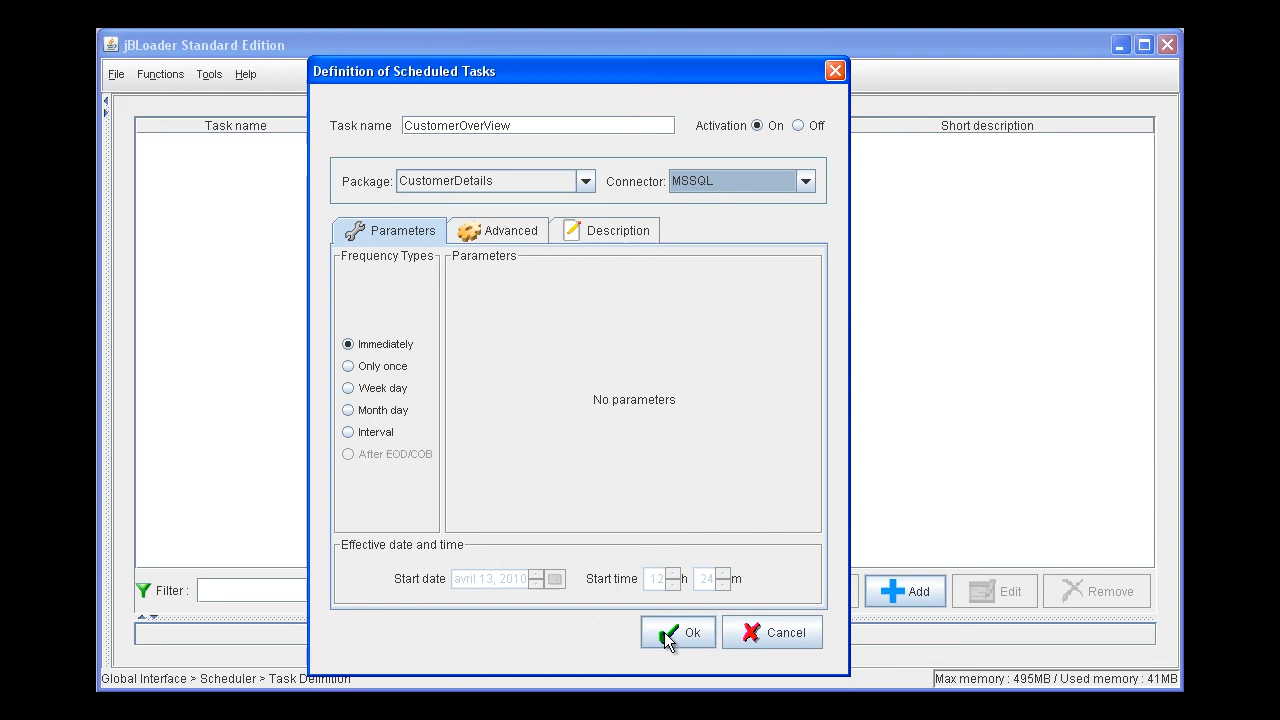 jBLoader Standard Edition
File Functions Tools Help
Definition of Scheduled Tasks
Task name Short description
Task name CustomerOverView Activation On Off
Package: CustomerDetails Connector: MSSQL
Parameters Advanced Description
Frequency Types Parameters
Immediately
Only once
Week day
No parameters
Month day
Interval
After EOD/COB
Effective date and time
Start date avril 13, 2010 Start time 12 h 24 m
Filter : Add Edit Remove
Ok Cancel
Global Interface > Scheduler > Task Definition Max memory : 495MB / Used memory : 41MB